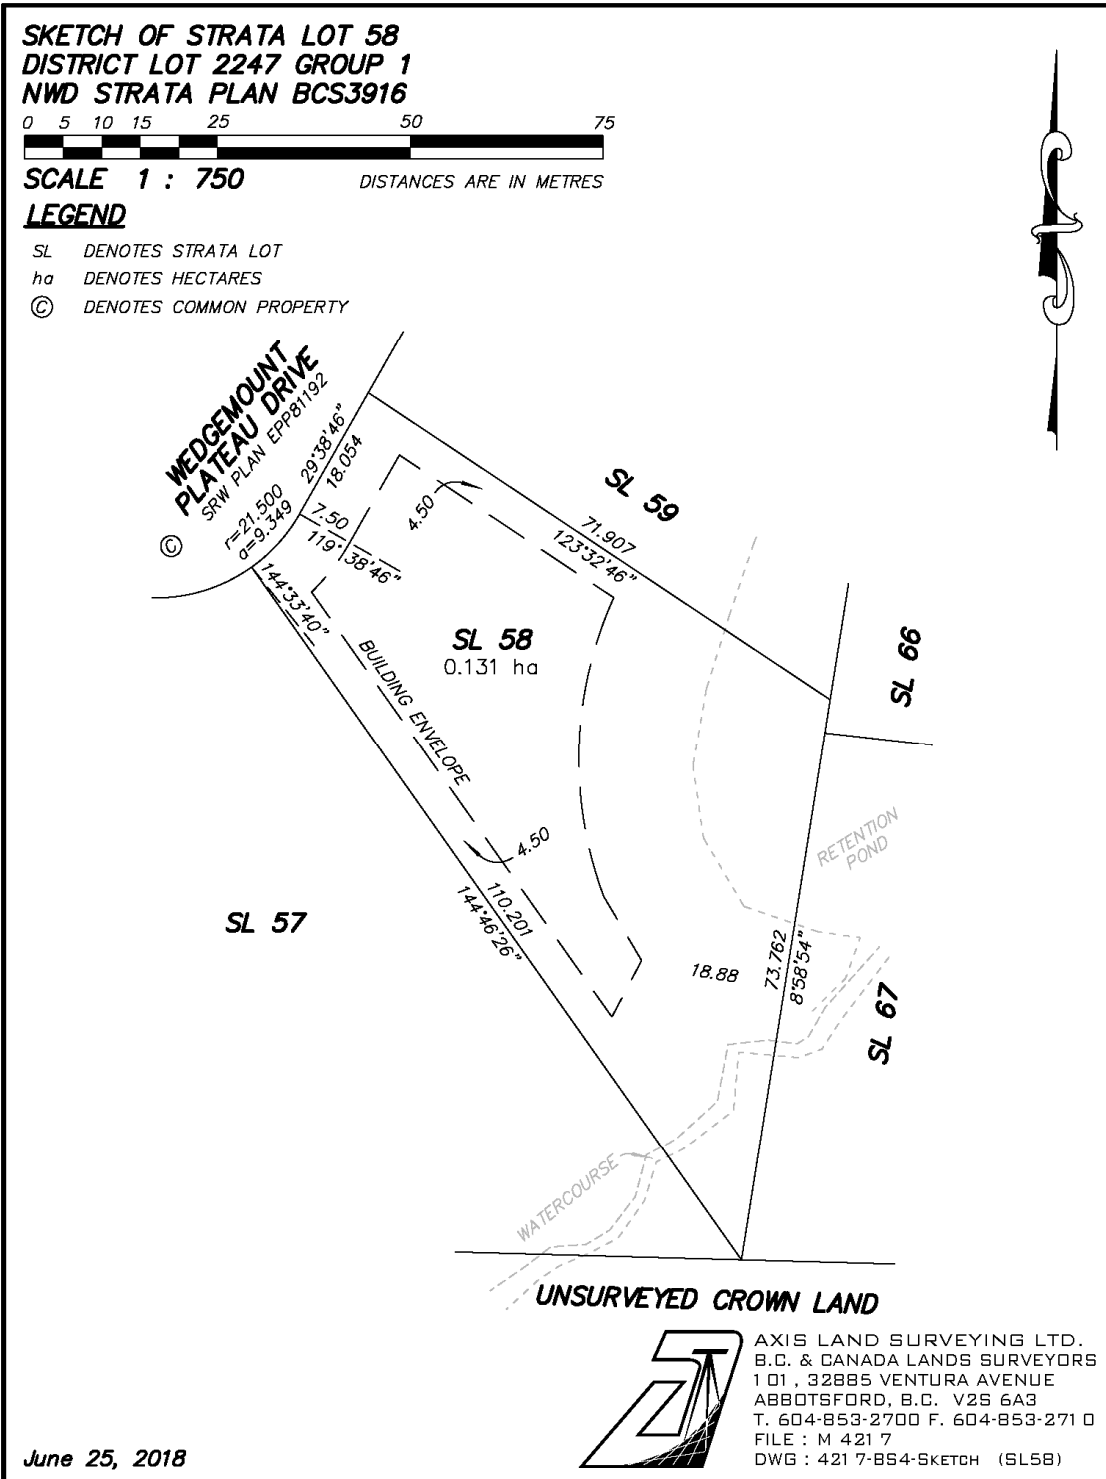 SKETCH OF STRATA LOT 58
DISTRICT LOT 2247 GROUP 1
NWD STRATA PLAN BCS3916
0 5 10 15 25 50 75
SCALE 1 : 750 DISTANCES ARE IN METRES
LEGEND
SL DENOTES STRATA LOT
ha DENOTES HECTARES
© DENOTES COMMON PROPERTY
WEDGEMOUNT
PLATEAU DRIVE
SRW PLAN EPP81192
29°38'46"
18.054
r=21.500
a=9.349
©
7.50
119°38'46"
144°33'40"
4.50
SL 59
71.907
123°32'46"
SL 58
0.131 ha
BUILDING ENVELOPE
SL 66
RETENTION
POND
4.50
110.201
144°46'26"
SL 57
18.88
73.762
8°58'54"
SL 67
WATERCOURSE
UNSURVEYED CROWN LAND
AXIS LAND SURVEYING LTD.
B.C. & CANADA LANDS SURVEYORS
101, 32885 VENTURA AVENUE
ABBOTSFORD, B.C. V2S 6A3
T. 604-853-2700 F. 604-853-2710
FILE : M 4217
DWG : 4217-BS4-SKETCH (SL58)
June 25, 2018